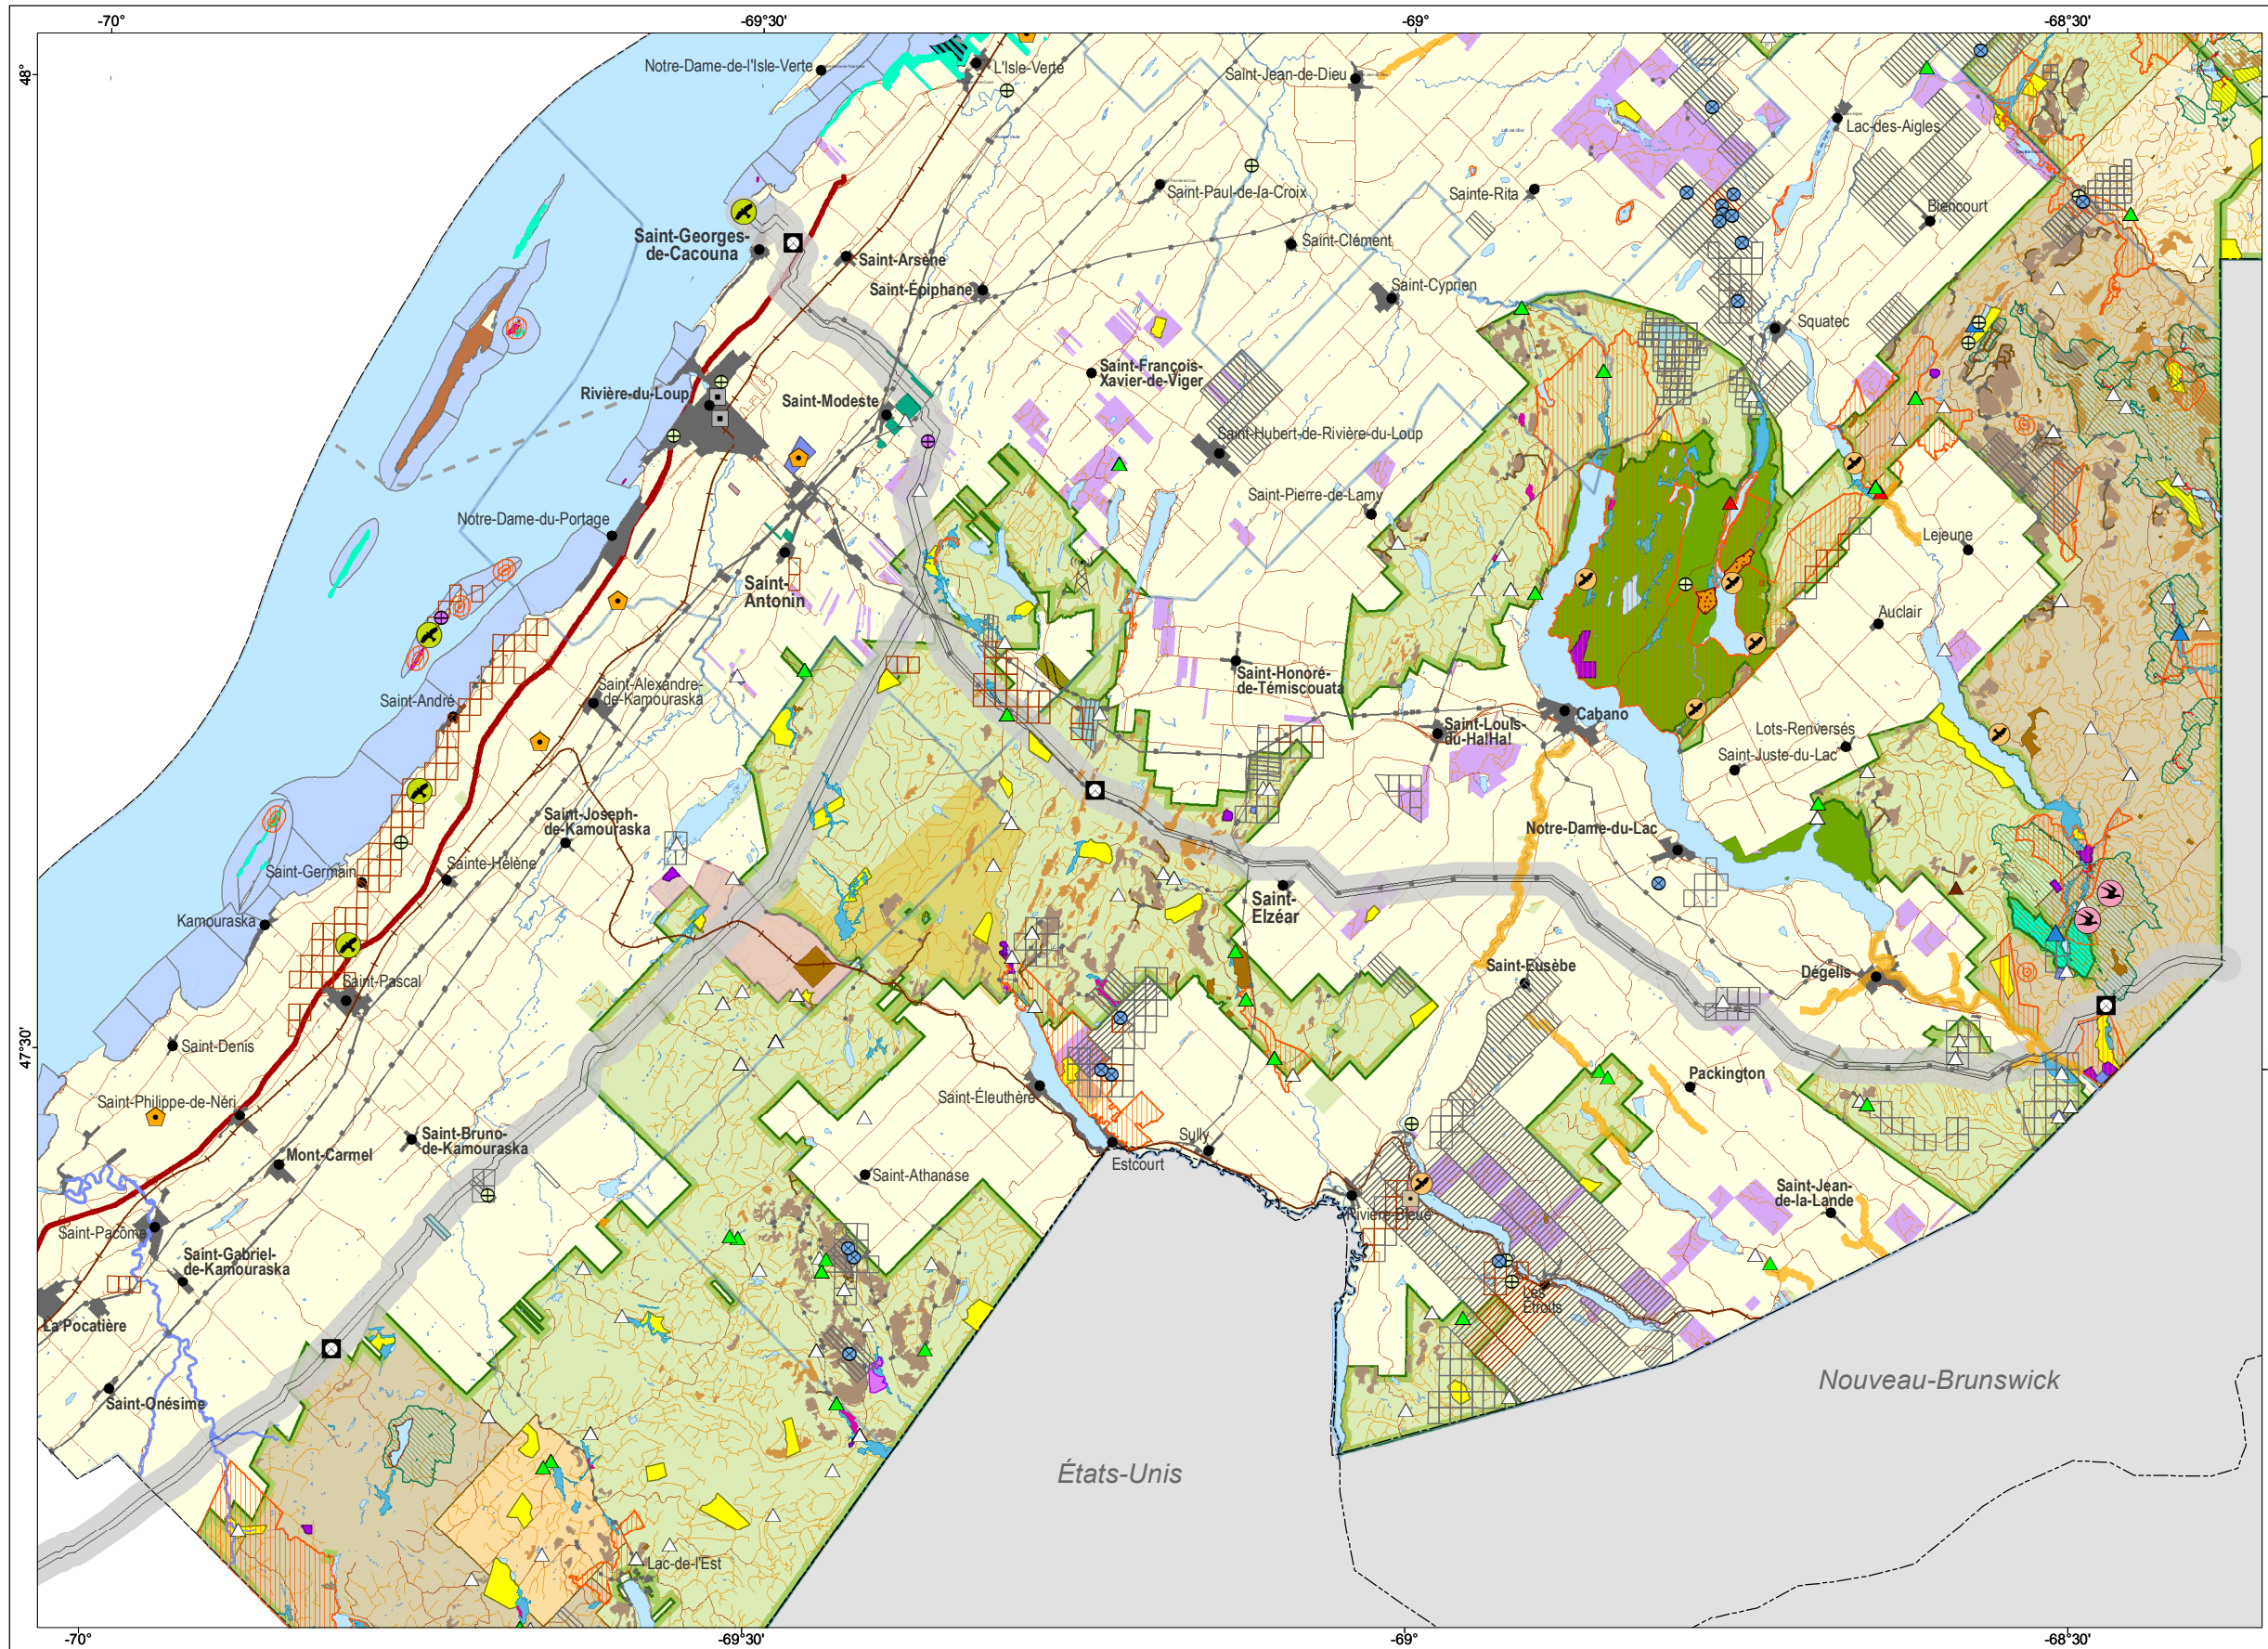 -70°
-69°30'
-69°
-68°30'
48°
Notre-Dame-de-l'Isle-Verte
L'Isle-Verte
Saint-Jean-de-Dieu
Lac-des-Aigles
Saint-Paul-de-la-Croix
Sainte-Rita
Biencourt
Saint-Georges-
de-Cacouna
Saint-Arsène
Saint-Clément
Saint-Épiphane
Saint-Cyprien
Squatec
Saint-François-
Xavier-de-Viger
Rivière-du-Loup
Saint-Modeste
Saint-Hubert-de-Rivière-du-Loup
Saint-Pierre-de-Lamy
Notre-Dame-du-Portage
Lejeune
Saint-
Antonin
Auclair
Saint-Honoré-
de-Témiscouata
Saint-Alexandre-
de-Kamouraska
Saint-André
Cabano
Saint-Louis-
du-Ha!Ha!
Lots-Renversés
Saint-Juste-du-Lac
Saint-Joseph-
de-Kamouraska
Notre-Dame-du-Lac
Sainte-Hélène
Saint-Germain
Saint-
Elzéar
Kamouraska
Saint-Eusèbe
Dégelis
Saint-Pascal
47°30'
Saint-Denis
Packington
Saint-Éleuthère
Saint-Philippe-de-Néri
Saint-Bruno-
de-Kamouraska
Sully
Mont-Carmel
Estcourt
Saint-Athanase
Saint-Jean-
de-la-Lande
Rivière-Bleue
Saint-Pacôme
Saint-Gabriel-
de-Kamouraska
Les
Étroits
La Pocatière
Nouveau-Brunswick
Saint-Onésime
États-Unis
Lac-de-l'Est
-70°
-69°30'
-69°
-68°30'